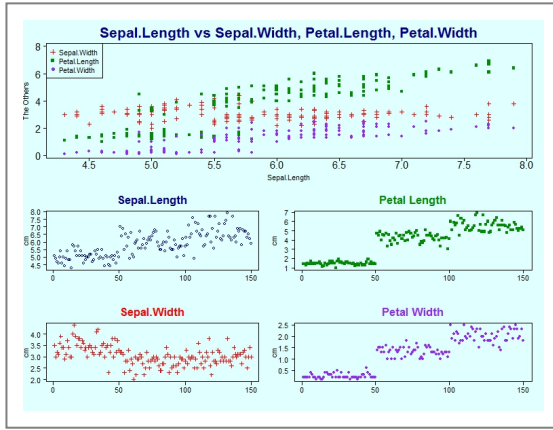 Sepal.Length vs Sepal.Width, Petal.Length, Petal.Width
The Others
8
6
4
2
0
Sepal.Width
Petal.Length
Petal.Width
4.5 5.0 5.5 6.0 6.5 7.0 7.5 8.0
Sepal.Length
Sepal.Length
cm
8.0
7.5
7.0
6.5
6.0
5.5
5.0
4.5
0 50 100 150
Petal Length
cm
7
6
5
4
3
2
1
0 50 100 150
Sepal.Width
cm
4.0
3.5
3.0
2.5
2.0
0 50 100 150
Petal Width
cm
2.5
2.0
1.5
1.0
0.5
0 50 100 150